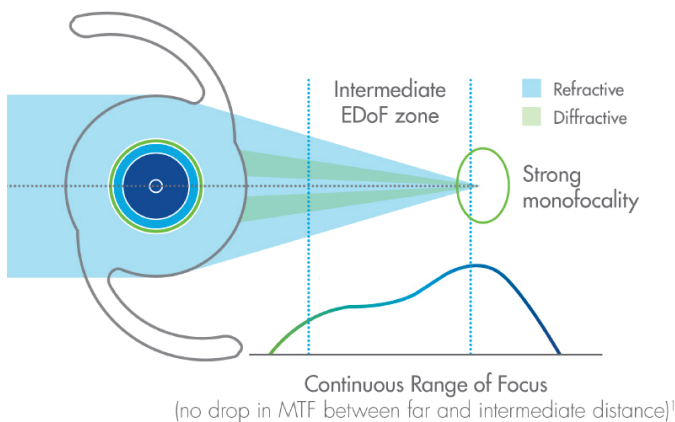 Intermediate
EDoF zone
Refractive
Diffractive
Strong
monofocality
Continuous Range of Focus
(no drop in MTF between far and intermediate distance)¹